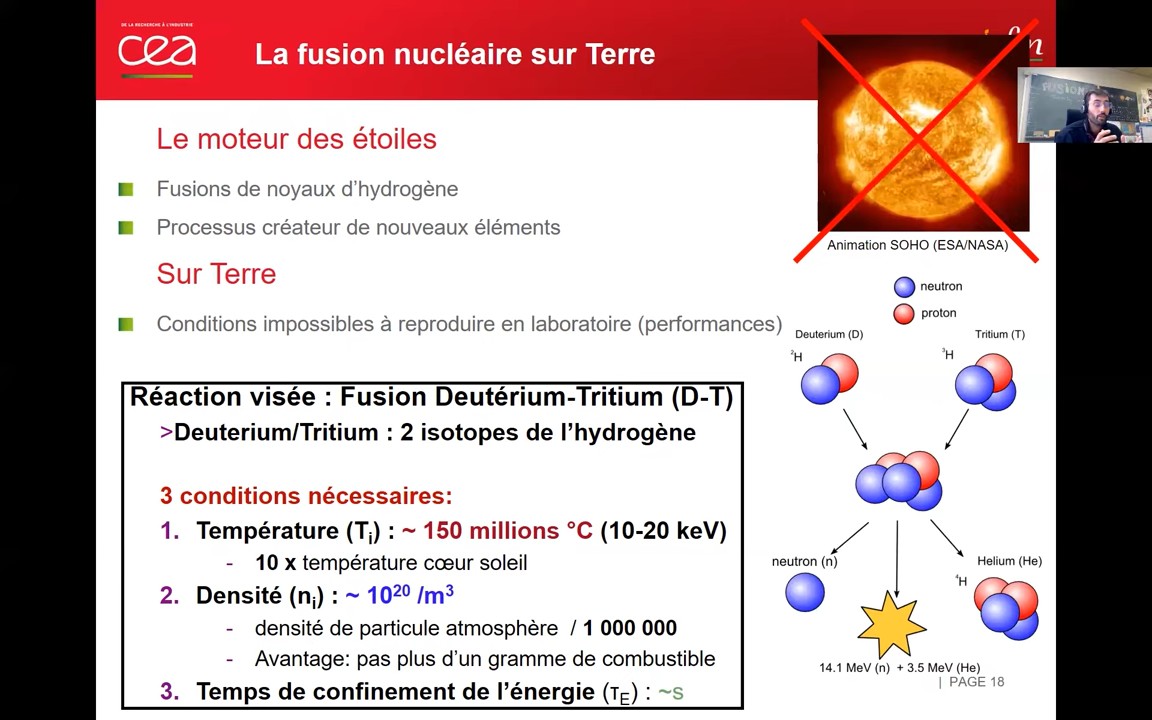 DE LA RECHERCHE À L'INDUSTRIE
cea
La fusion nucléaire sur Terre
Le moteur des étoiles
Fusions de noyaux d'hydrogène
Processus créateur de nouveaux éléments
Sur Terre
Conditions impossibles à reproduire en laboratoire (performances)
Réaction visée : Fusion Deutérium-Tritium (D-T)
>Deuterium/Tritium : 2 isotopes de l'hydrogène
3 conditions nécessaires:
1. Température (Ti) : ~ 150 millions °C (10-20 keV)
- 10 x température cœur soleil
2. Densité (ni) : ~ 10²⁰ /m³
- densité de particule atmosphère / 1 000 000
- Avantage: pas plus d'un gramme de combustible
3. Temps de confinement de l'énergie (τE) : ~s
FUSION
Animation SOHO (ESA/NASA)
neutron
proton
Deuterium (D)
²H
Tritium (T)
³H
neutron (n)
Helium (He)
⁴H
14.1 MeV (n) + 3.5 MeV (He)
| PAGE 18